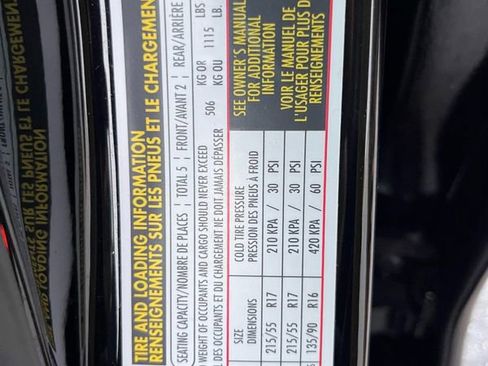 TIRE AND LOADING INFORMATION
RENSEIGNEMENTS SUR LES PNEUS ET LE CHARGEMENT
SEATING CAPACITY/NOMBRE DE PLACES | TOTAL 5 | FRONT/AVANT 2 | REAR/ARRIÈRE
D WEIGHT OF OCCUPANTS AND CARGO SHOULD NEVER EXCEED 506 KG OR 1115 LBS
L DES OCCUPANTS ET DU CHARGEMENT NE DOIT JAMAIS DÉPASSER KG OU LB.
SIZE
DIMENSIONS
COLD TIRE PRESSURE
PRESSION DES PNEUS À FROID
215/55 R17 210 KPA / 30 PSI
215/55 R17 210 KPA / 30 PSI
135/90 R16 420 KPA / 60 PSI
SEE OWNER'S MANUAL
FOR ADDITIONAL
INFORMATION
VOIR LE MANUEL DE
L'USAGER POUR PLUS DE
RENSEIGNEMENTS